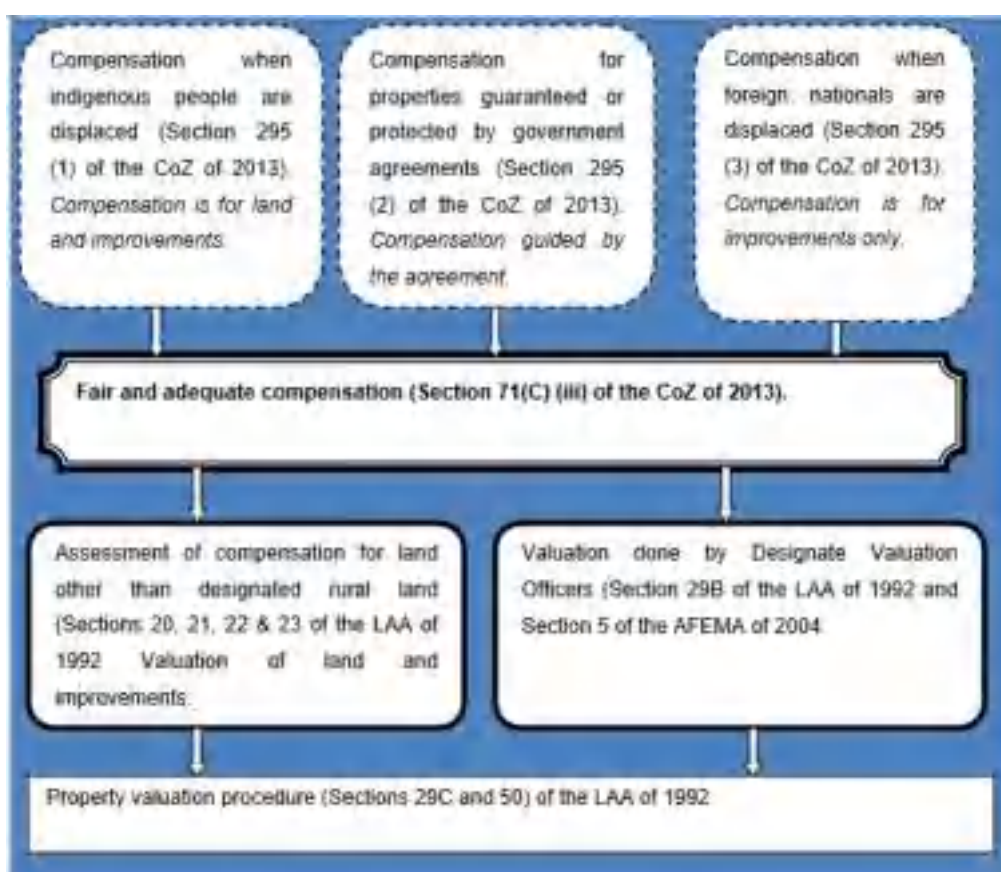 Compensation when
indigenous people are
displaced (Section 295
(1) of the CoZ of 2013).
Compensation is for land
and improvements.
Compensation for
properties guaranteed or
protected by government
agreements (Section 295
(2) of the CoZ of 2013).
Compensation guided by
the agreement.
Compensation when
foreign nationals are
displaced (Section 295
(3) of the CoZ of 2013).
Compensation is for
improvements only.
Fair and adequate compensation (Section 71(C) (iii) of the CoZ of 2013).
Assessment of compensation for land
other than designated rural land
(Sections 20, 21, 22 & 23 of the LAA of
1992 Valuation of land and
improvements.
Valuation done by Designate Valuation
Officers (Section 29B of the LAA of 1992 and
Section 5 of the AFEMA of 2004
Property valuation procedure (Sections 29C and 50) of the LAA of 1992